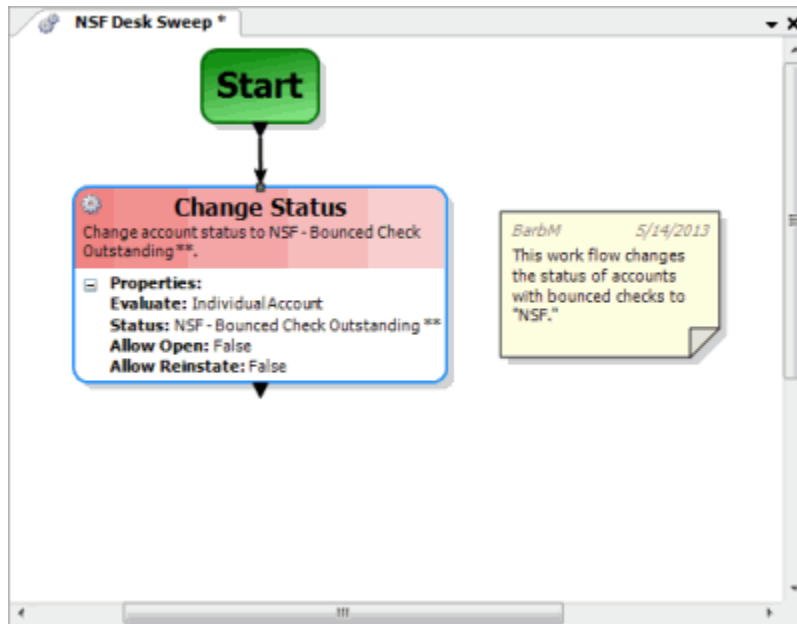 NSF Desk Sweep *
Start
Change Status
Change account status to NSF - Bounced Check
Outstanding **.
Properties:
Evaluate: Individual Account
Status: NSF - Bounced Check Outstanding **
Allow Open: False
Allow Reinstate: False
BarbM 5/14/2013
This work flow changes
the status of accounts
with bounced checks to
"NSF."